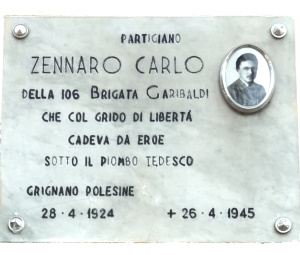 PARTIGIANO
ZENNARO CARLO
DELLA 106 BRIGATA GARIBALDI
CHE COL GRIDO DI LIBERTÁ
CADEVA DA EROE
SOTTO IL PIOMBO TEDESCO
GRIGNANO POLESINE
28·4·1924 + 26·4·1945